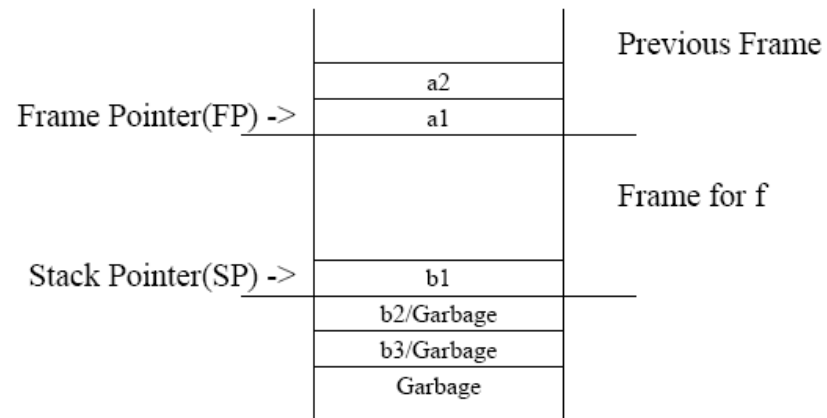 Previous Frame
a2
Frame Pointer(FP) ->
a1
Frame for f
Stack Pointer(SP) ->
b1
b2/Garbage
b3/Garbage
Garbage